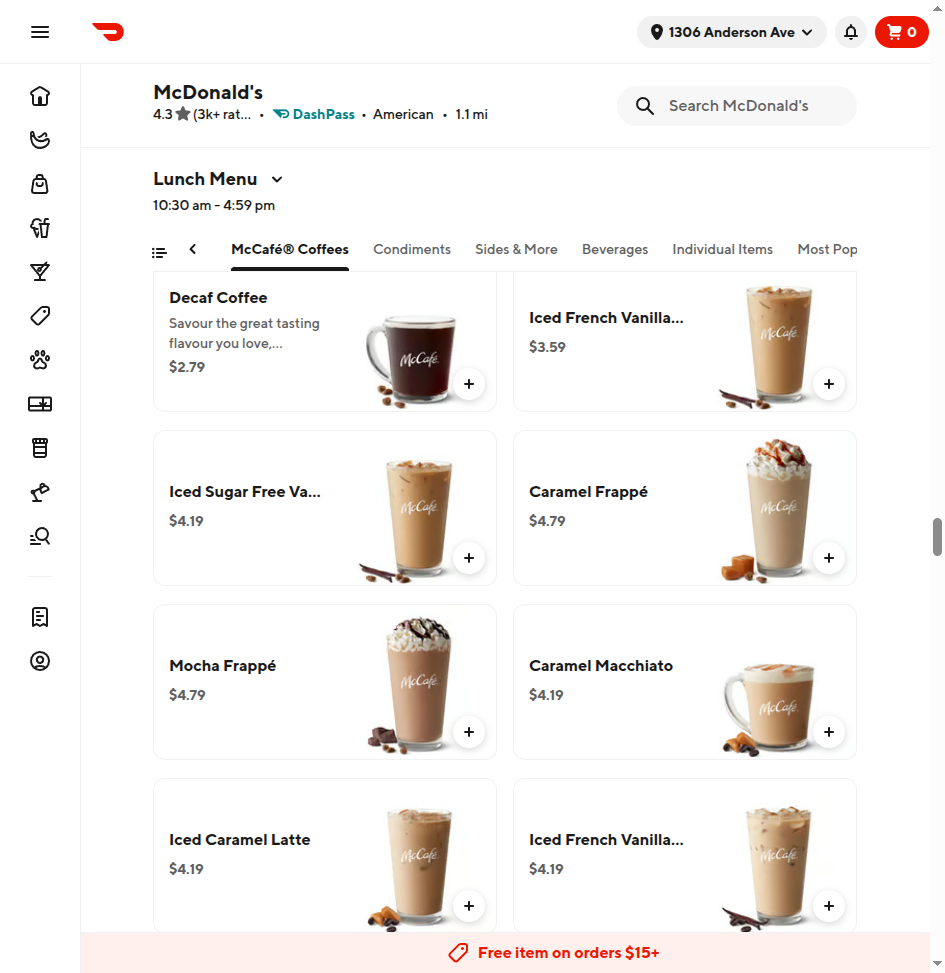 1306 Anderson Ave
0
McDonald's
4.3 (3k+ rat... • DashPass • American • 1.1 mi
Search McDonald's
Lunch Menu
10:30 am - 4:59 pm
McCafé® Coffees
Condiments
Sides & More
Beverages
Individual Items
Most Pop
Decaf Coffee
Savour the great tasting
flavour you love,...
$2.79
McCafé
Iced French Vanilla...
$3.59
McCafé
Iced Sugar Free Va...
$4.19
McCafé
Caramel Frappé
$4.79
McCafé
Mocha Frappé
$4.79
McCafé
Caramel Macchiato
$4.19
McCafé
Iced Caramel Latte
$4.19
McCafé
Iced French Vanilla...
$4.19
McCafé
Free item on orders $15+